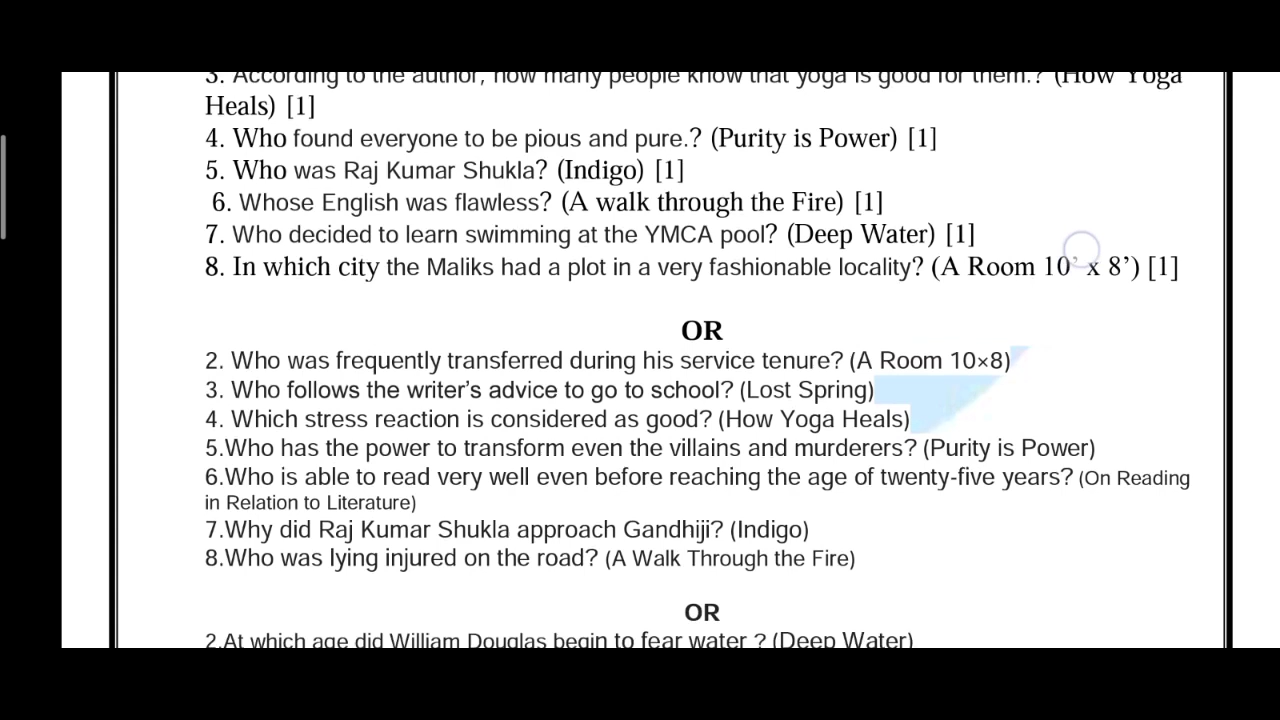 3. According to the author, how many people know that yoga is good for them.? (How Yoga
Heals) [1]
4. Who found everyone to be pious and pure.? (Purity is Power) [1]
5. Who was Raj Kumar Shukla? (Indigo) [1]
6. Whose English was flawless? (A walk through the Fire) [1]
7. Who decided to learn swimming at the YMCA pool? (Deep Water) [1]
8. In which city the Maliks had a plot in a very fashionable locality? (A Room 10’ x 8’) [1]
OR
2. Who was frequently transferred during his service tenure? (A Room 10×8)
3. Who follows the writer’s advice to go to school? (Lost Spring)
4. Which stress reaction is considered as good? (How Yoga Heals)
5.Who has the power to transform even the villains and murderers? (Purity is Power)
6.Who is able to read very well even before reaching the age of twenty-five years? (On Reading
in Relation to Literature)
7.Why did Raj Kumar Shukla approach Gandhiji? (Indigo)
8.Who was lying injured on the road? (A Walk Through the Fire)
OR
2.At which age did William Douglas begin to fear water ? (Deep Water)